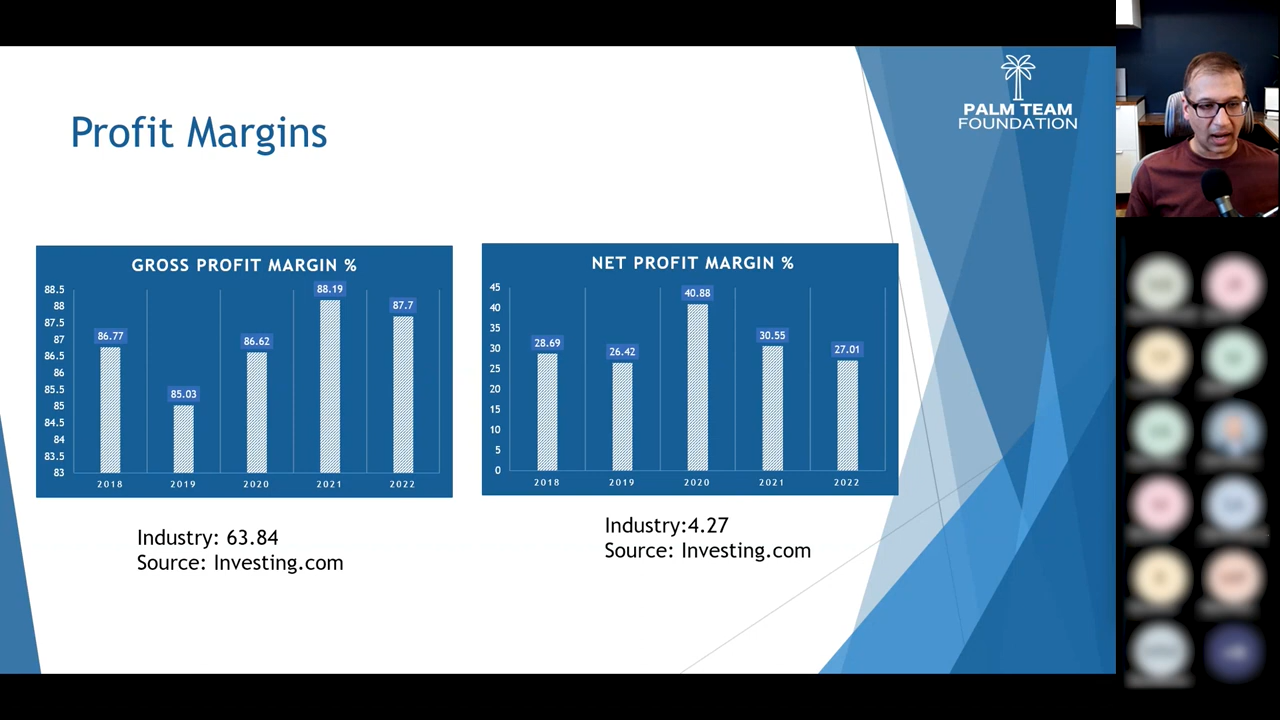 PALM TEAM
FOUNDATION
Profit Margins
GROSS PROFIT MARGIN %
88.5
88
87.5
87
86.5
86
85.5
85
84.5
84
83.5
83
86.77
85.03
86.62
88.19
87.7
2018 2019 2020 2021 2022
Industry: 63.84
Source: Investing.com
NET PROFIT MARGIN %
45
40
35
30
25
20
15
10
5
0
28.69
26.42
40.88
30.55
27.01
2018 2019 2020 2021 2022
Industry:4.27
Source: Investing.com